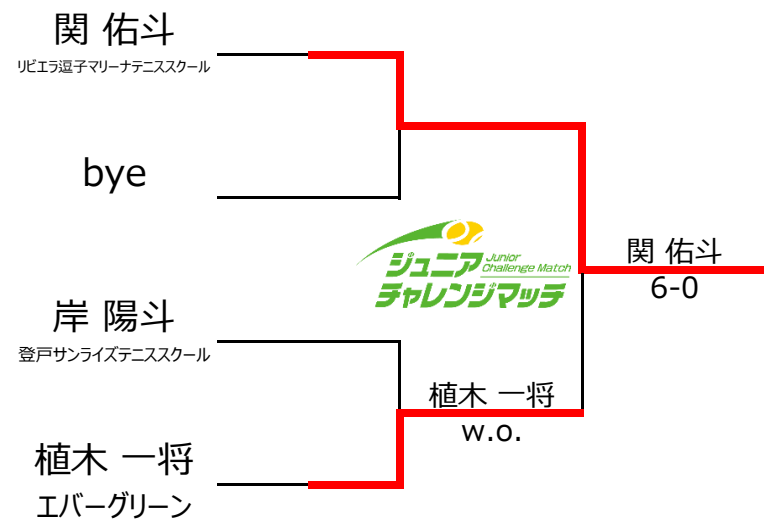 関 佑斗
リビエラ逗子マリーナテニススクール
bye
ジュニア
Junior
Challenge Match
チャレンジマッチ
関 佑斗
6-0
岸 陽斗
登戸サンライズテニススクール
植木 一将
w.o.
植木 一将
エバーグリーン